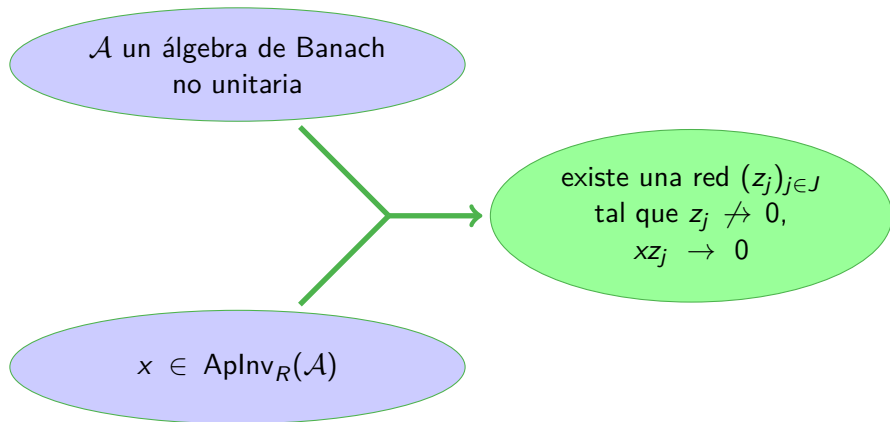 𝒜 un álgebra de Banach
no unitaria
existe una red (z_j)_{j∈J}
tal que z_j ↛ 0,
xz_j → 0
x ∈ ApInv_R(𝒜)